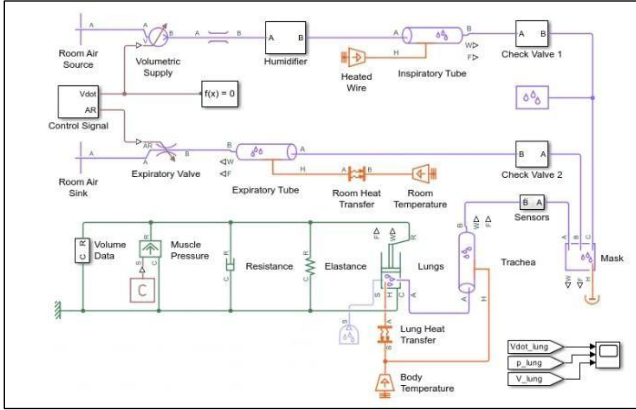 A A B A B A B B A A B
V
Room Air
Source
Volumetric
Supply
Humidifier
H
Heated
Wire
Inspiratory Tube
W
F
Check Valve 1
Vdot
AR
Control Signal
f(x) = 0
AR
A A B B A B A
W
F
H A B
Room Air
Sink
Expiratory Valve
Expiratory Tube
Room Heat
Transfer
Room
Temperature
Check Valve 2
B A
Sensors
R
C
Volume
Data
R
S C
C
Muscle
Pressure
R
C
Resistance
R
C
Elastance
F W R
S H C A
Lungs
S
B
W
F
A
H
Trachea
A B C
W
F
H
Mask
A
B
Lung Heat
Transfer
Body
Temperature
Vdot_lung
p_lung
V_lung